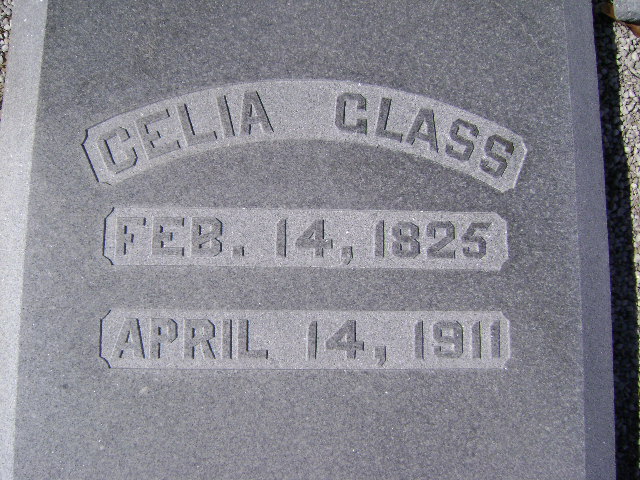 CELIA GLASS
FEB. 14, 1825
APRIL 14, 1911